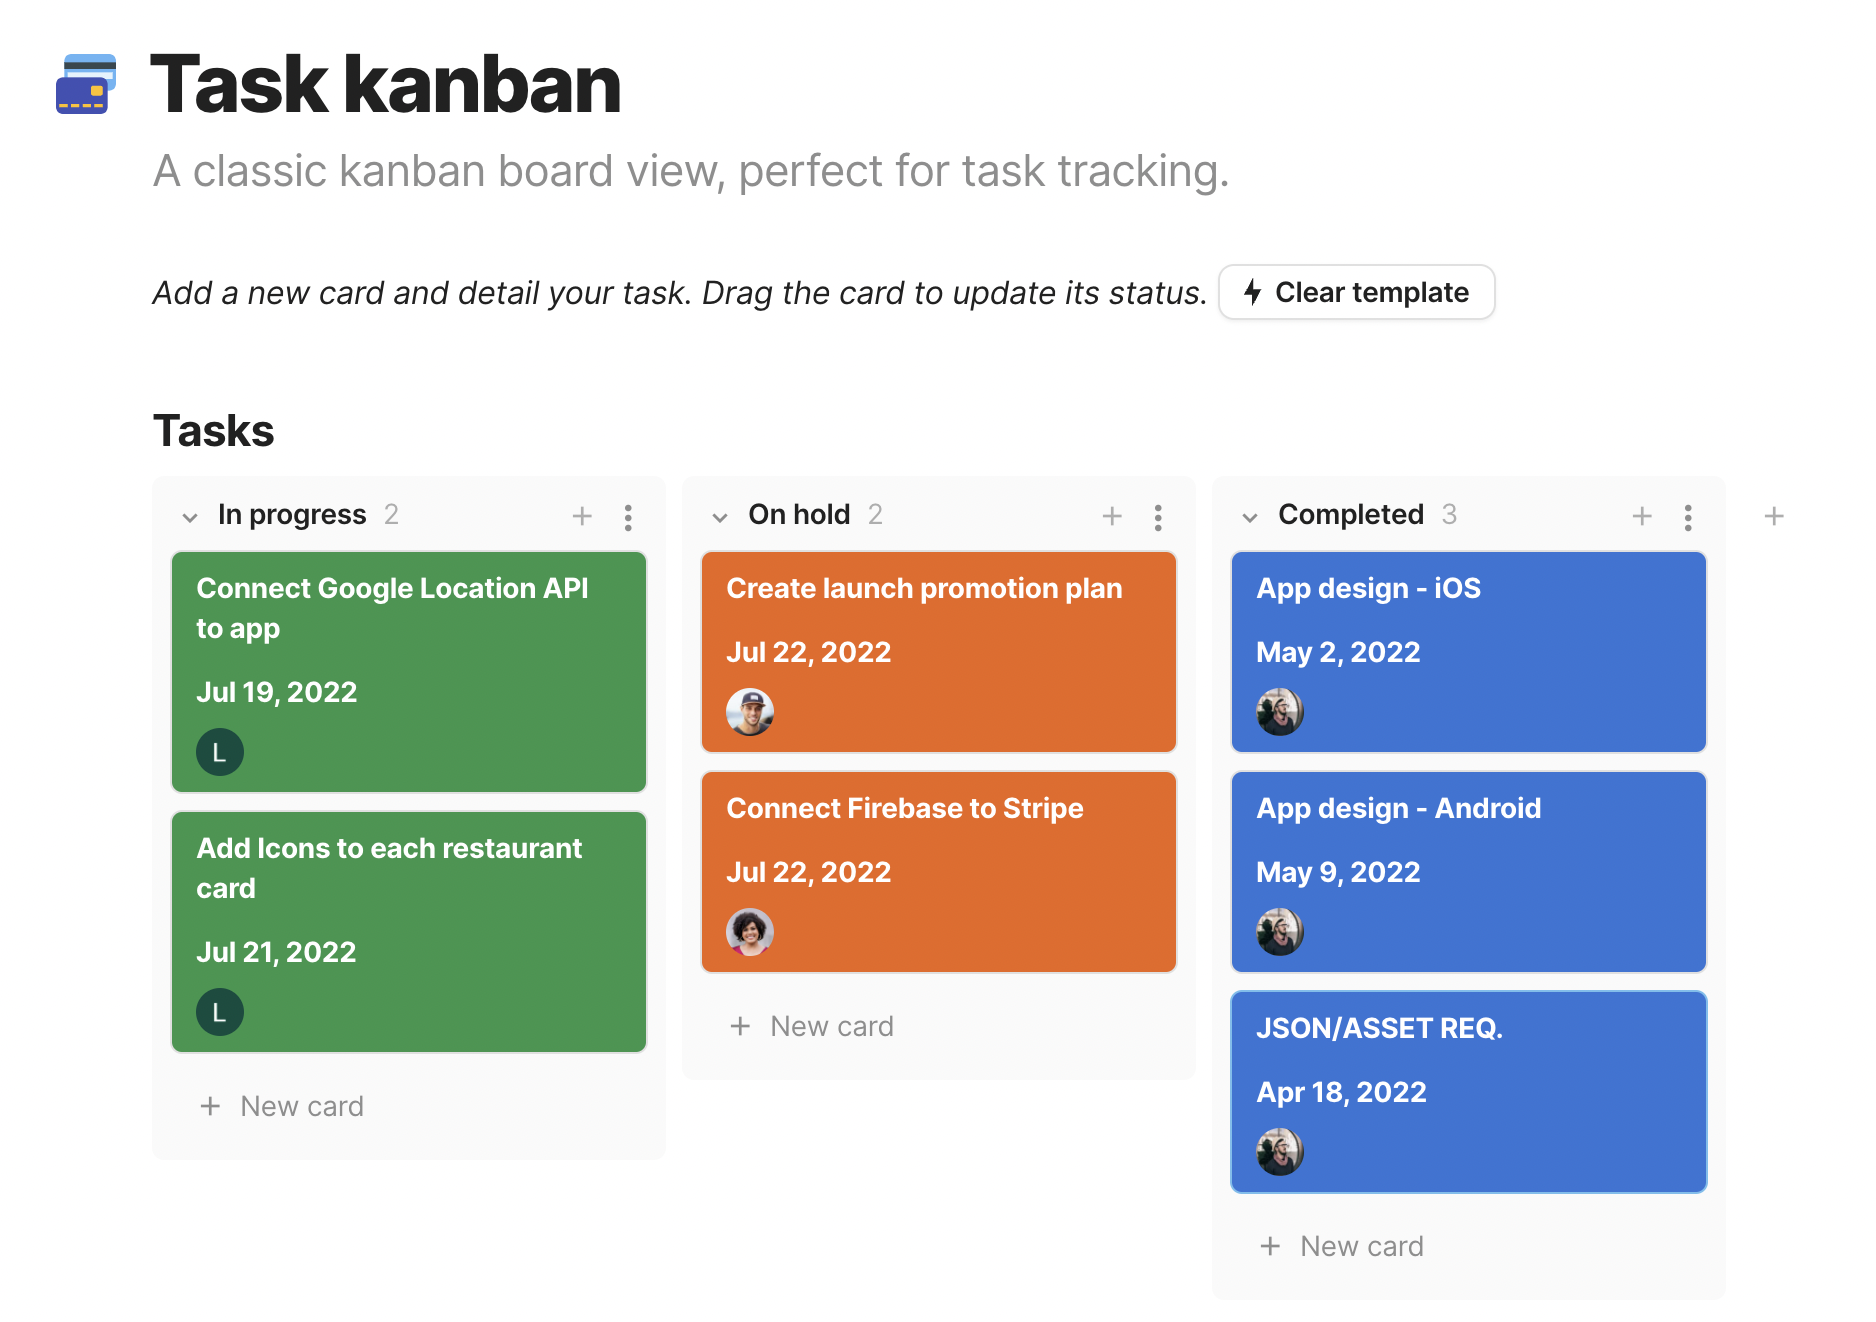 Task kanban
A classic kanban board view, perfect for task tracking.
Add a new card and detail your task. Drag the card to update its status.
Clear template
Tasks
In progress 2
Connect Google Location API
to app
Jul 19, 2022
L
Add Icons to each restaurant
card
Jul 21, 2022
L
+ New card
On hold 2
Create launch promotion plan
Jul 22, 2022
Connect Firebase to Stripe
Jul 22, 2022
+ New card
Completed 3
App design - iOS
May 2, 2022
App design - Android
May 9, 2022
JSON/ASSET REQ.
Apr 18, 2022
+ New card